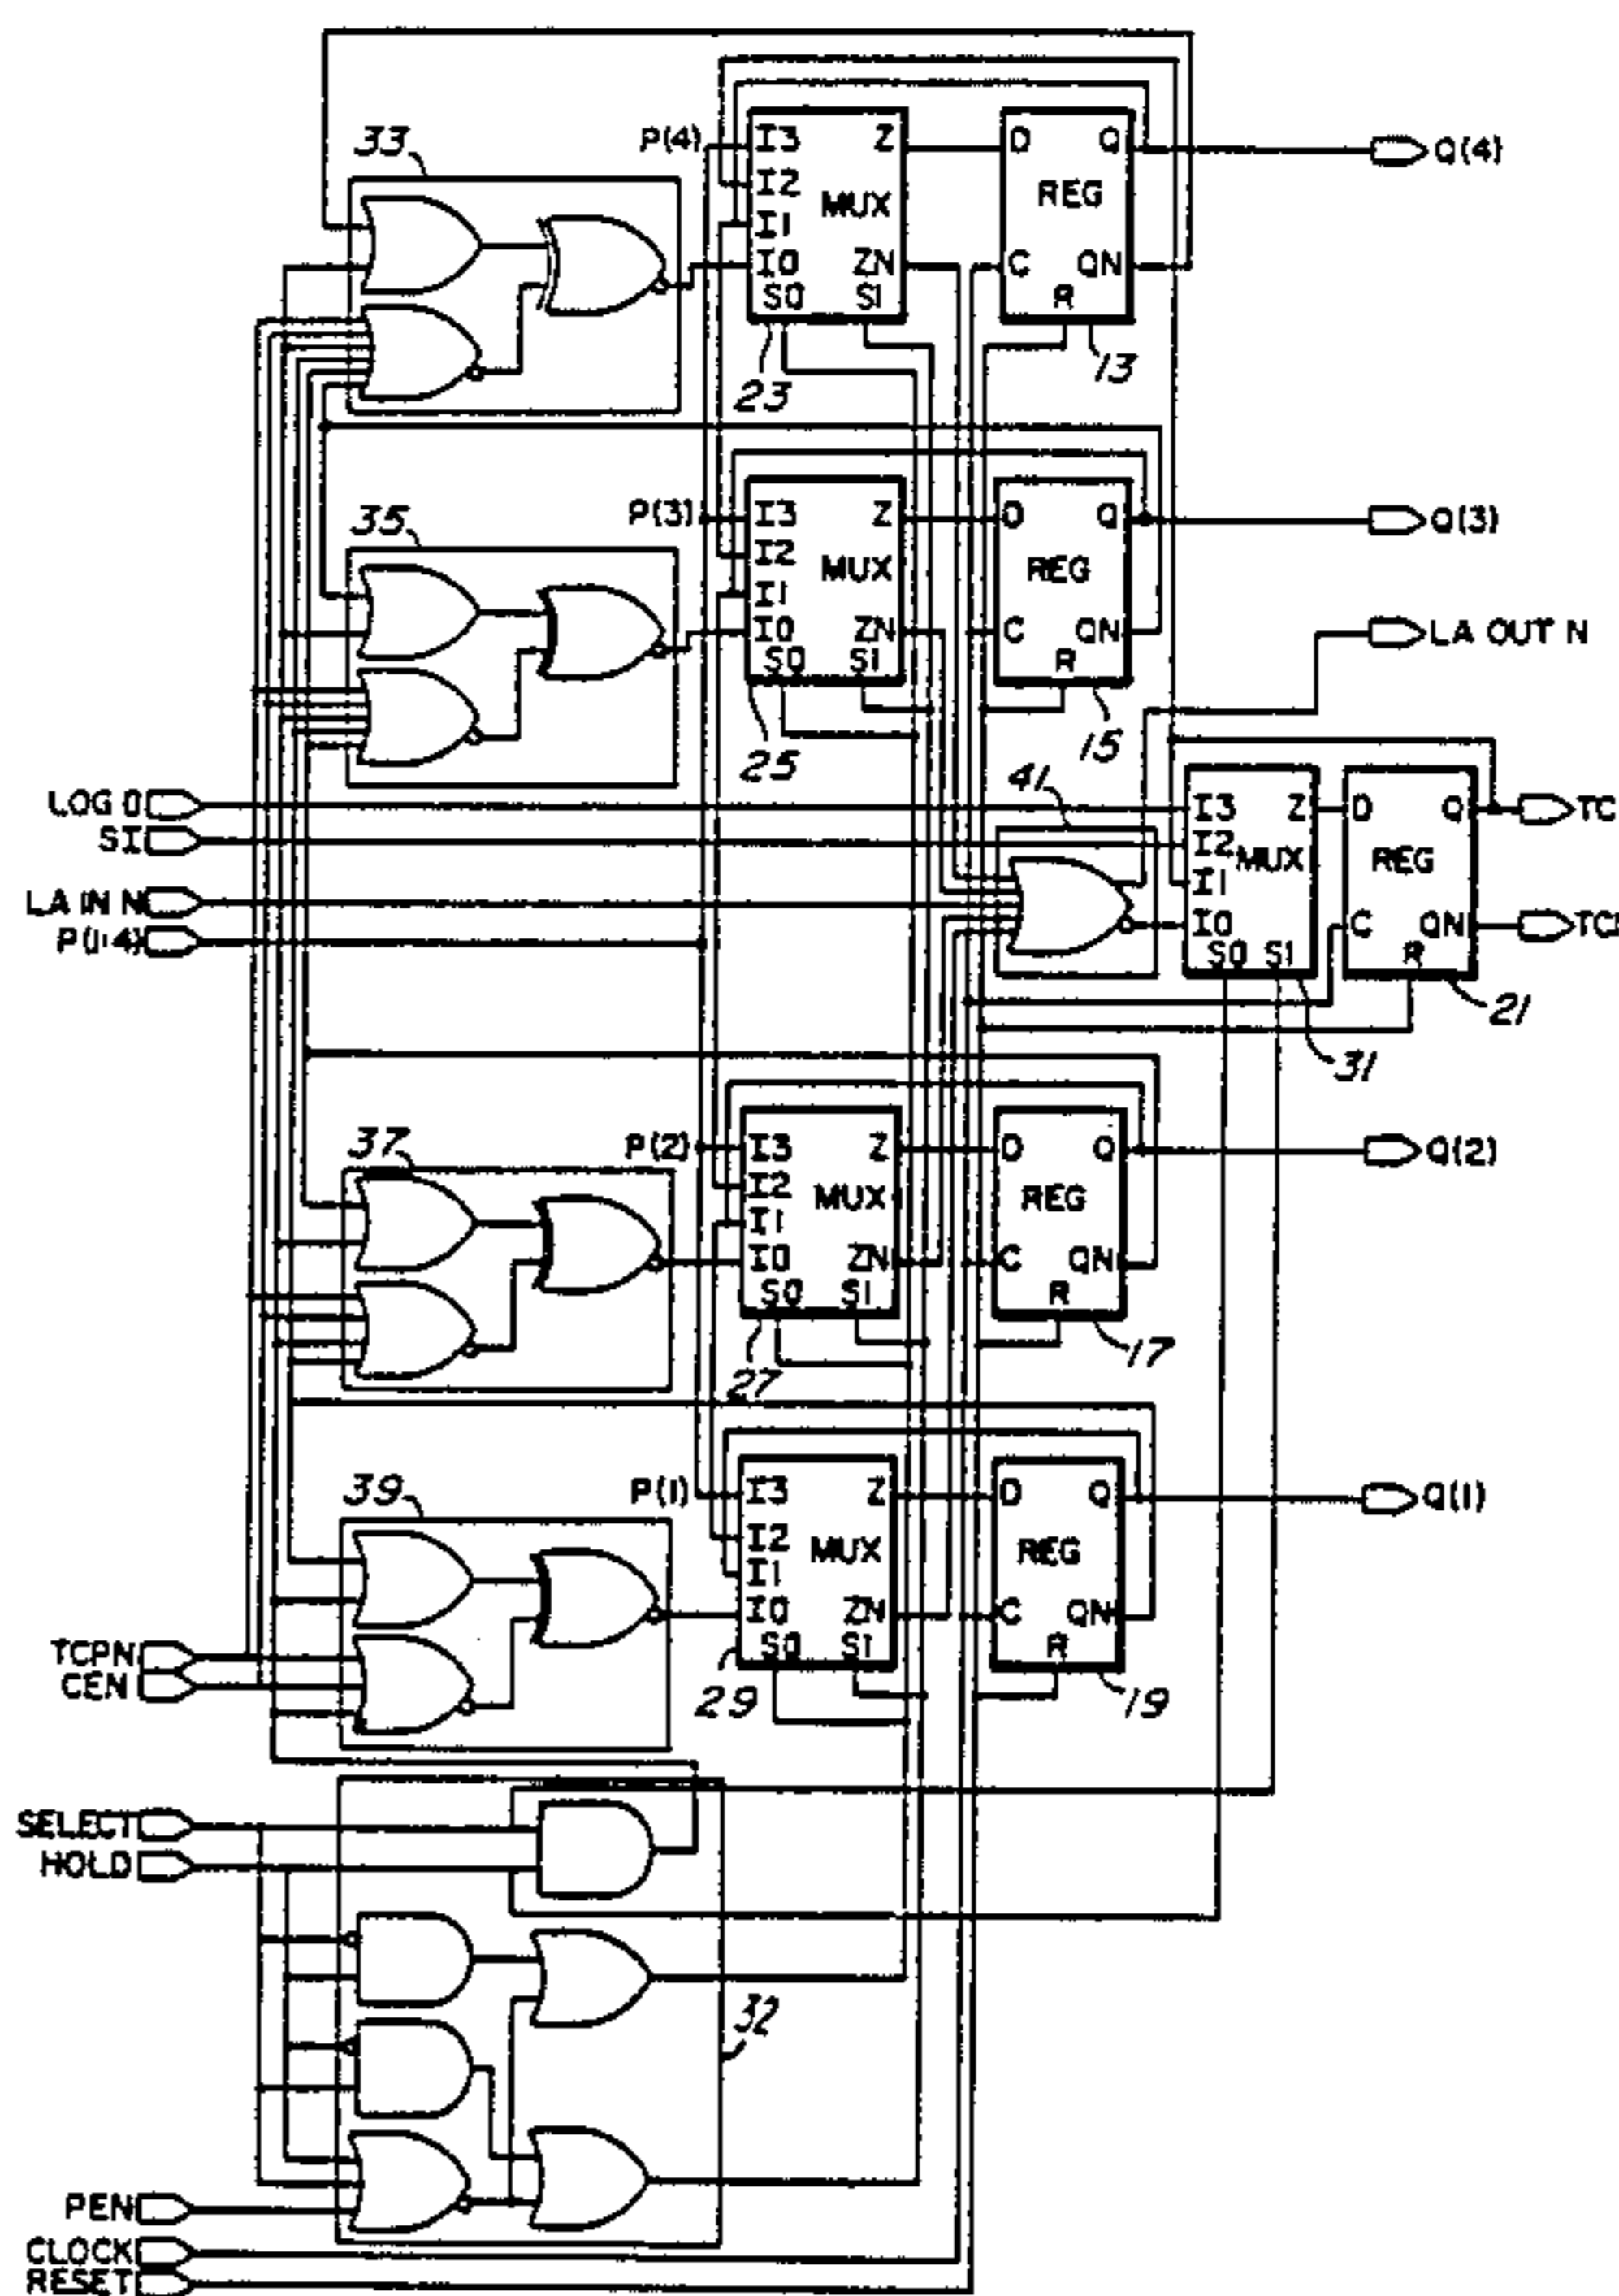 33
P(4)
I3
Z
I2
MUX
I1
I0
ZN
S0
S1
23
D
Q
REG
C
QN
R
13
Q(4)
35
P(3)
I3
Z
I2
MUX
I1
I0
ZN
S0
S1
25
D
Q
REG
C
QN
R
15
Q(3)
LA OUT N
LOG 0
SI
LA IN N
P(1:4)
41
I3
Z
I2
MUX
I1
I0
S0
S1
31
D
Q
REG
C
QN
R
21
TC
37
P(2)
I3
Z
I2
MUX
I1
I0
ZN
S0
S1
27
D
Q
REG
C
QN
R
17
Q(2)
39
P(1)
I3
Z
I2
MUX
I1
I0
ZN
S0
S1
29
D
Q
REG
C
QN
R
19
Q(1)
TCPN
CEN
SELECT
HOLD
32
PEN
CLOCK
RESET